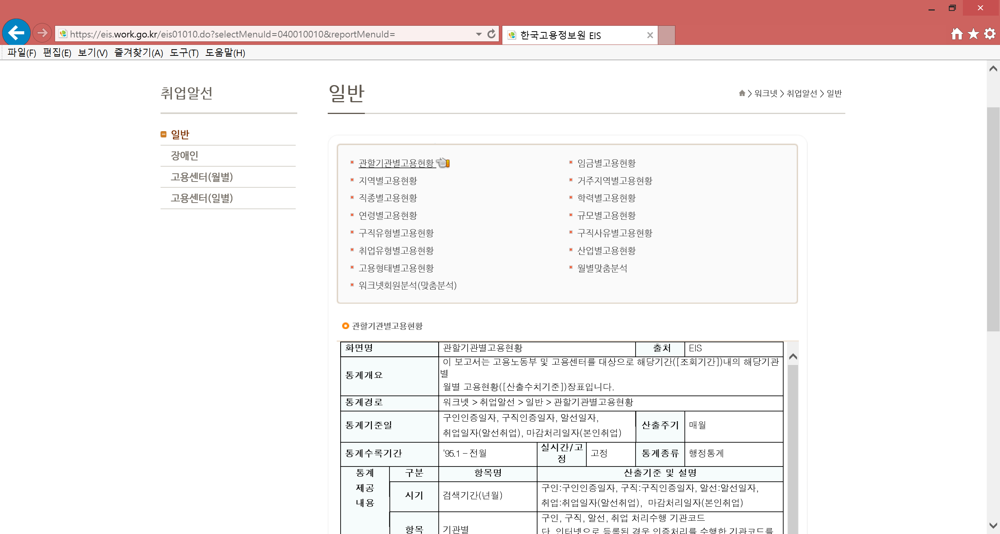 https://eis.work.go.kr/eis01010.do?selectMenuId=040010010&reportMenuId=
한국고용정보원 EIS
파일(F) 편집(E) 보기(V) 즐겨찾기(A) 도구(T) 도움말(H)
취업알선
일반
장애인
고용센터(월별)
고용센터(일별)
일반
> 워크넷 > 취업알선 > 일반
관할기관별고용현황
임금별고용현황
지역별고용현황
거주지역별고용현황
직종별고용현황
학력별고용현황
연령별고용현황
규모별고용현황
구직유형별고용현황
구직사유별고용현황
취업유형별고용현황
산업별고용현황
고용형태별고용현황
월별맞춤분석
워크넷회원분석(맞춤분석)
관할기관별고용현황
화면명 관할기관별고용현황 출처 EIS
통계개요 이 보고서는 고용노동부 및 고용센터를 대상으로 해당기간([조회기간])내의 해당기관
별
월별 고용현황([산출수치기준])장표입니다.
통계경로 워크넷 > 취업알선 > 일반 > 관할기관별고용현황
통계기준일 구인인증일자, 구직인증일자, 알선일자,
취업일자(알선취업), 마감처리일자(본인취업)
산출주기 매월
통계수록기간 ‘95.1 – 전월 실시간/고
정
고정 통계종류 행정통계
통계
제공
내용
구분 항목명 산출기준 및 설명
시기 검색기간(년월) 구인:구인인증일자, 구직:구직인증일자, 알선:알선일자,
취업:취업일자(알선취업), 마감처리일자(본인취업)
항목 기관별 구인, 구직, 알선, 취업 처리수행 기관코드
단, 인터넷으로 등록된 경우 인증처리를 수행한 기관코드를